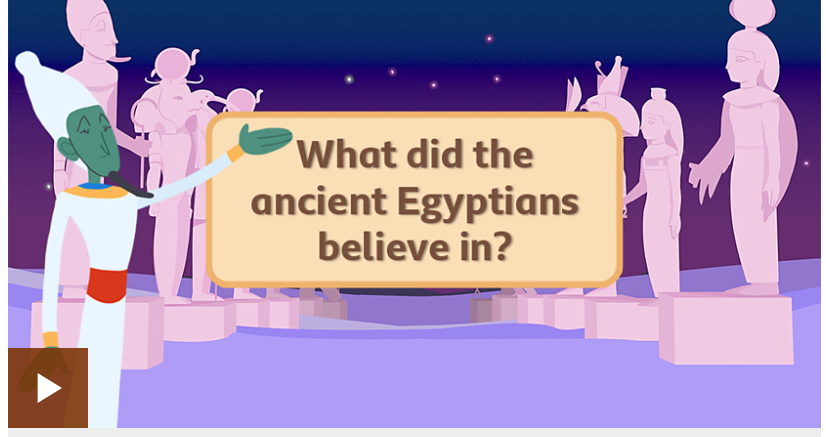 What did the
ancient Egyptians
believe in?